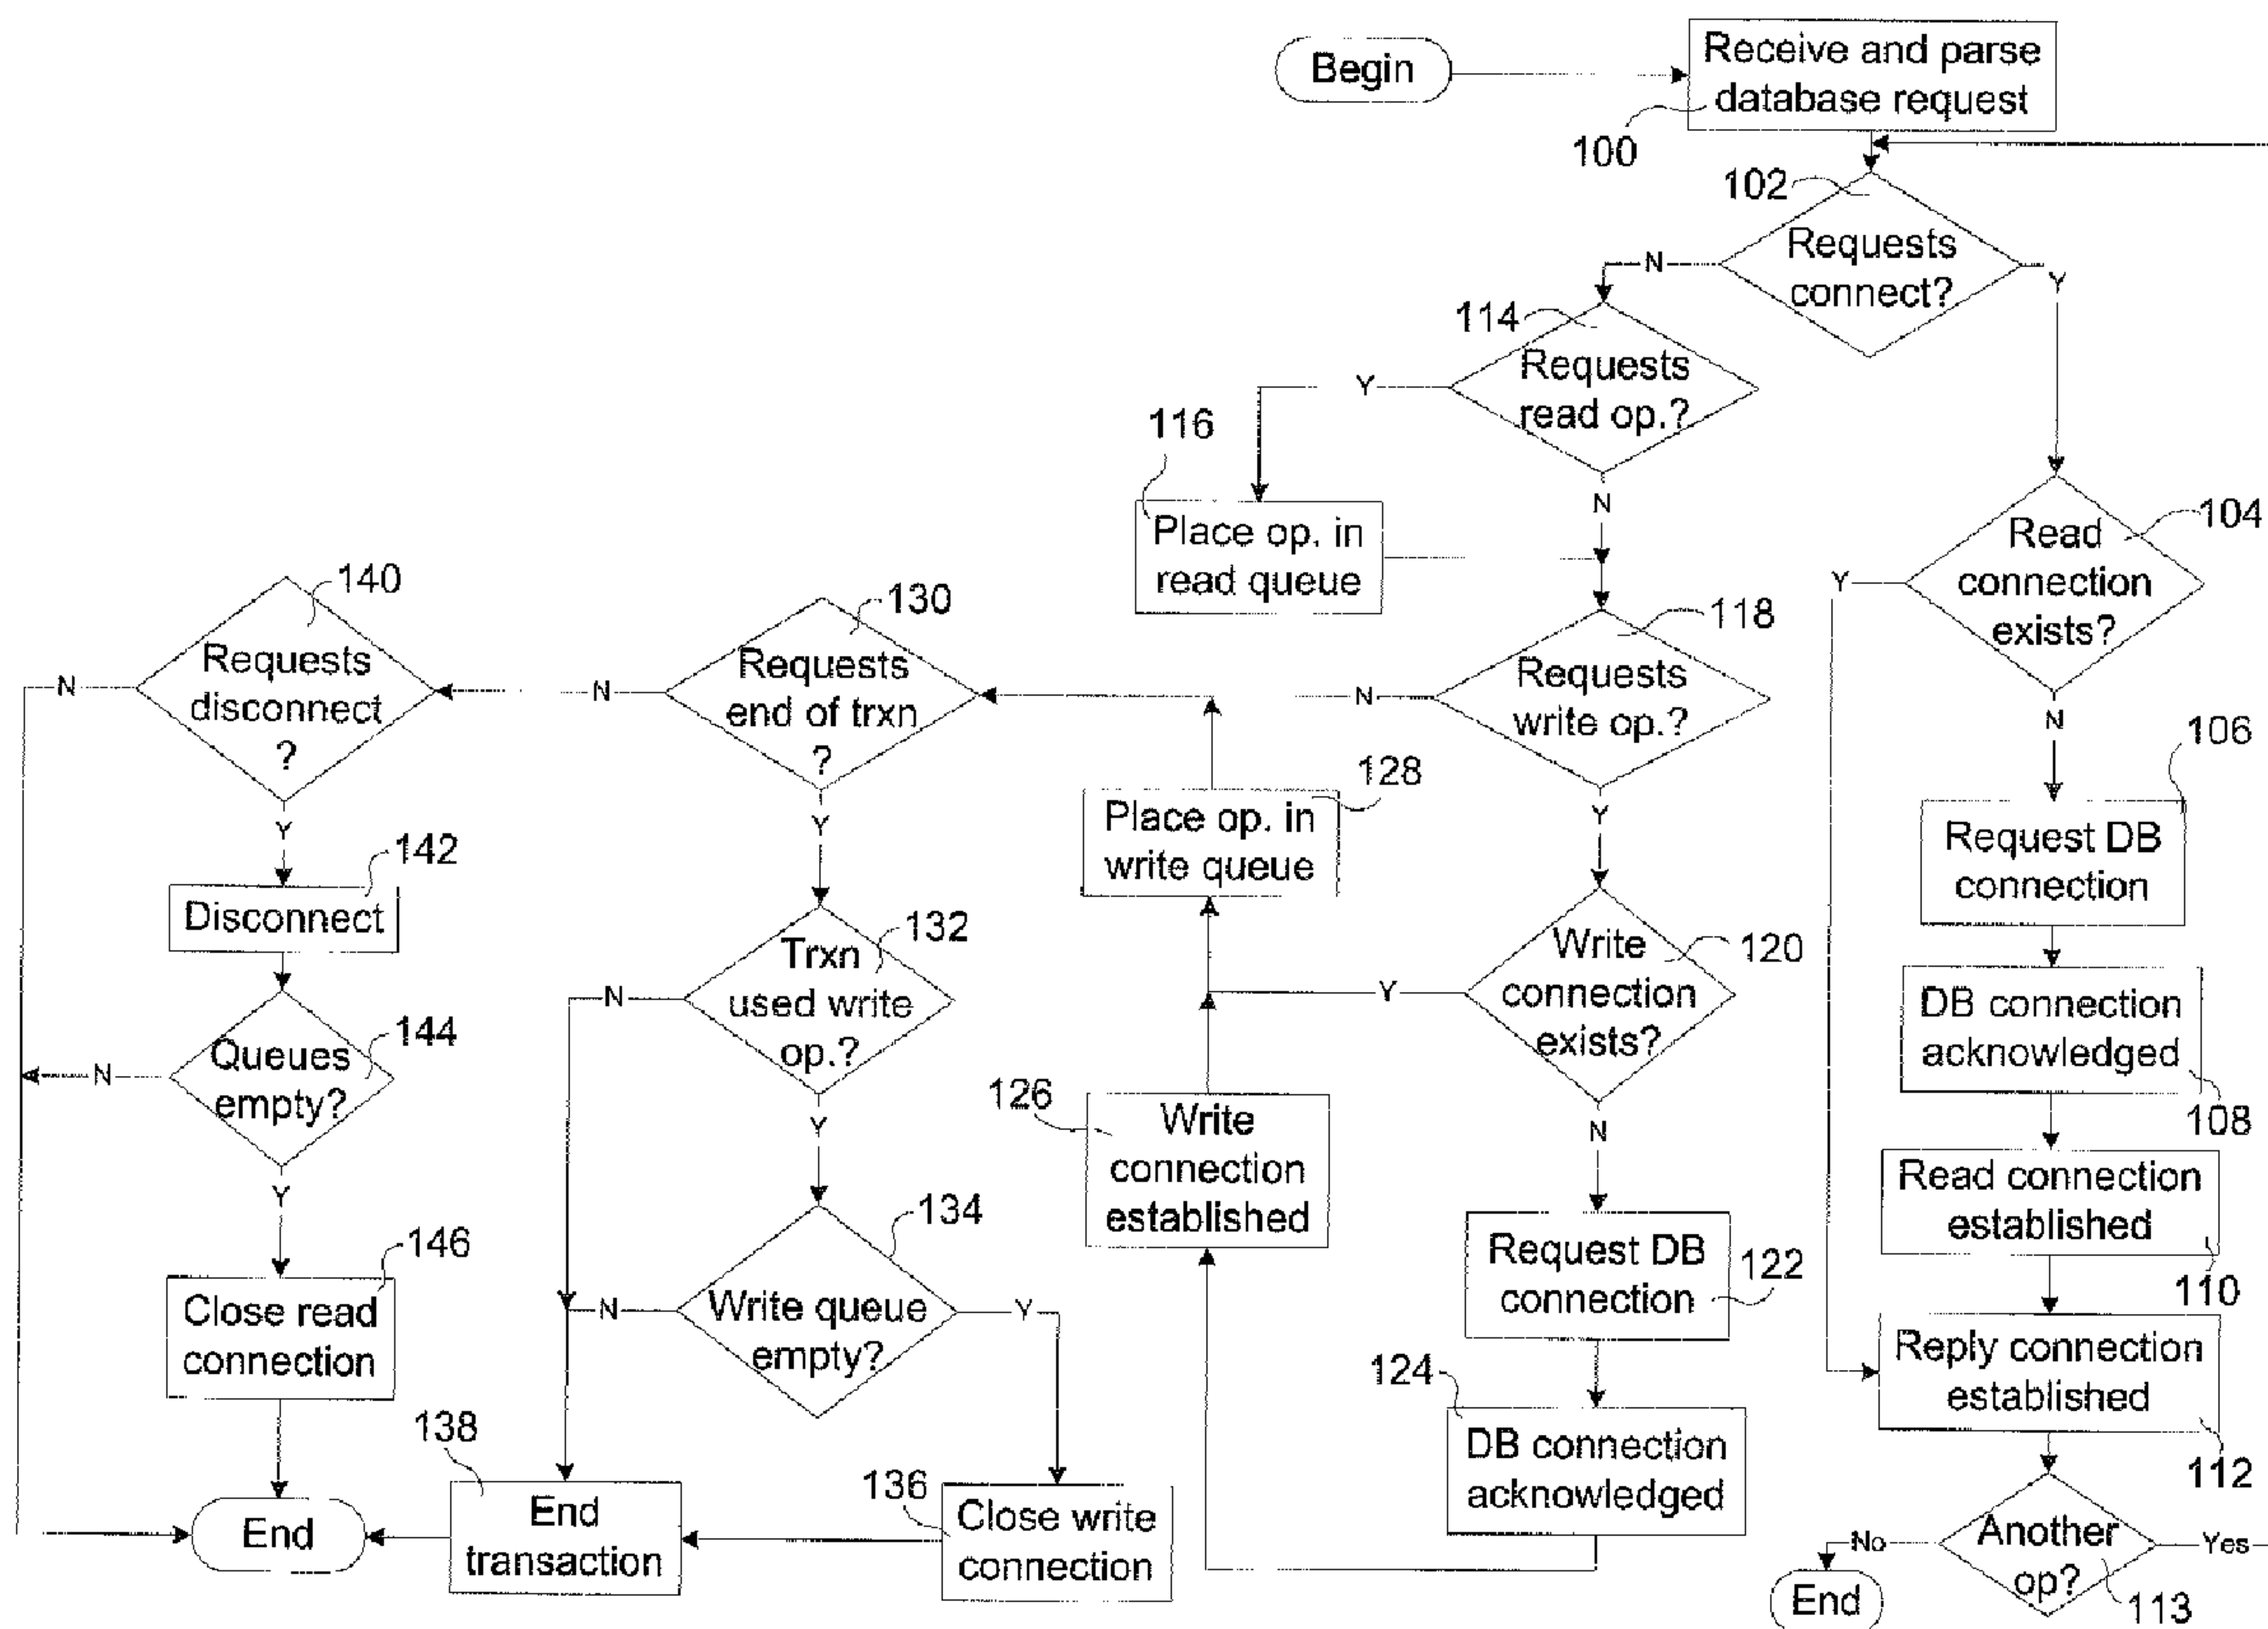 Begin
Receive and parse
database request
100
102
Requests
connect?
N
Y
114
Requests
read op.?
Y
N
116
Place op. in
read queue
104
Read
connection
exists?
Y
N
106
Request DB
connection
DB connection
acknowledged
108
Read connection
established
110
Reply connection
established
112
Another
op?
113
No
Yes
End
118
Requests
write op.?
N
Y
120
Write
connection
exists?
Y
N
Request DB
connection
122
124
DB connection
acknowledged
126
Write
connection
established
128
Place op. in
write queue
130
Requests
end of trxn
?
N
Y
132
Trxn
used write
op.?
N
Y
134
Write queue
empty?
N
Y
136
Close write
connection
138
End
transaction
140
Requests
disconnect
?
N
Y
142
Disconnect
144
Queues
empty?
N
Y
146
Close read
connection
End